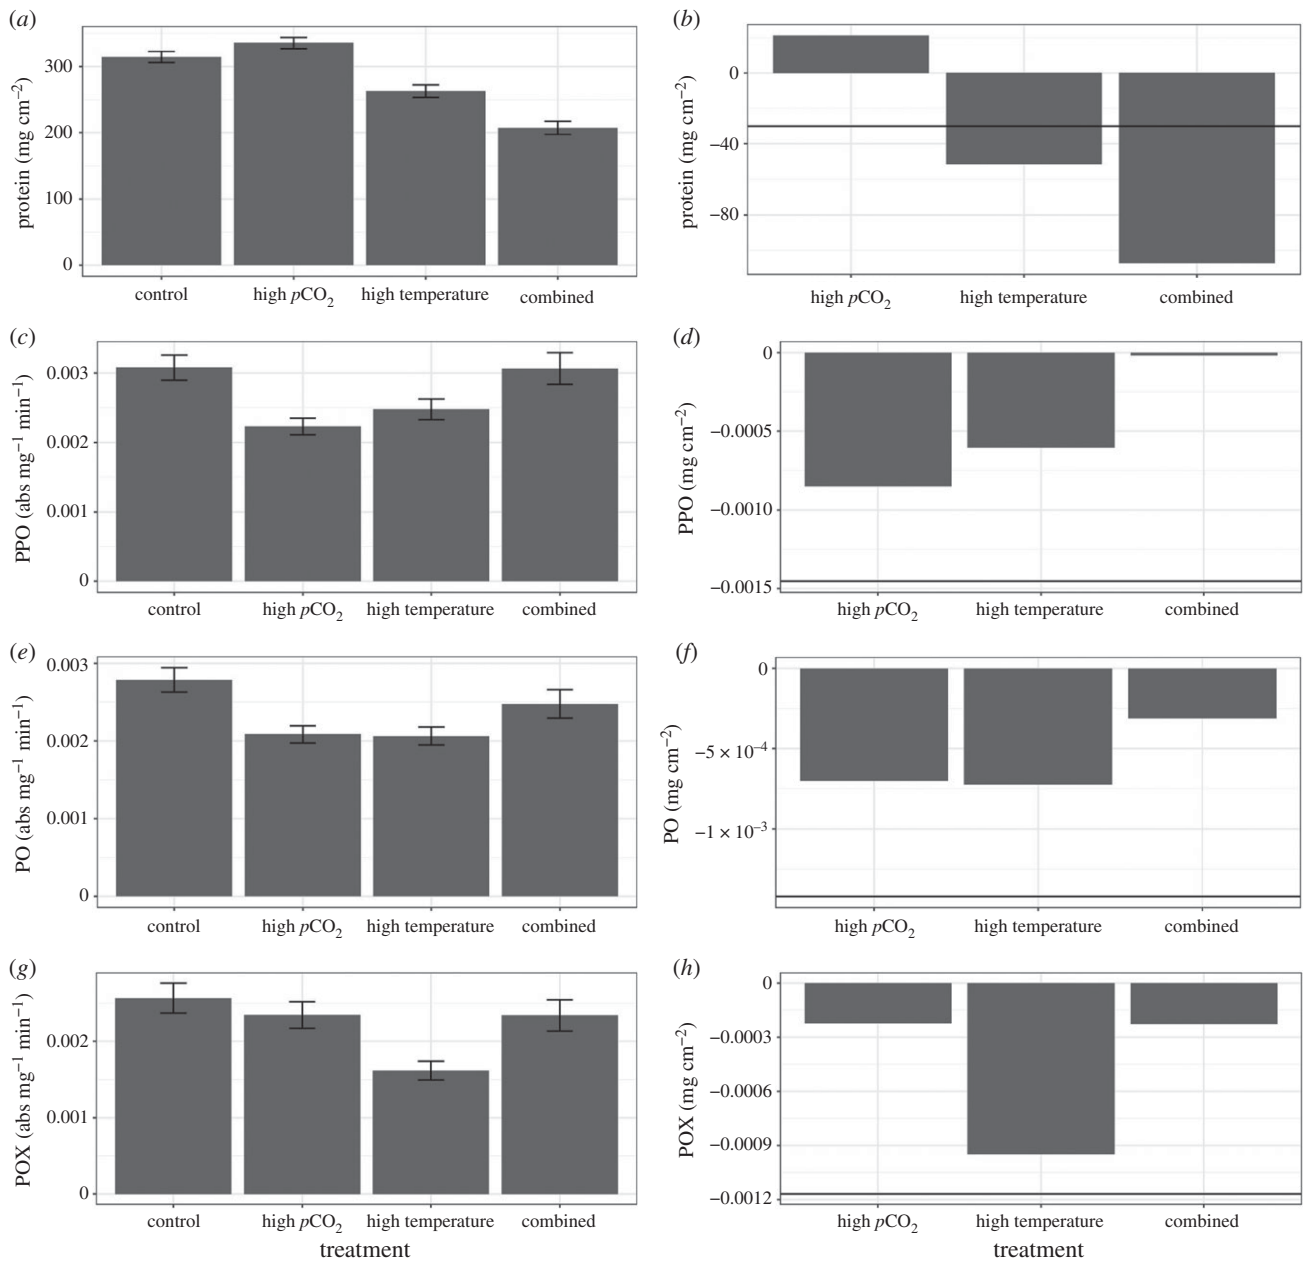 (a)
protein (mg cm−2)
300
200
100
0
control high pCO2 high temperature combined
(b)
protein (mg cm−2)
0
−40
−80
high pCO2 high temperature combined
(c)
PPO (abs mg−1 min−1)
0.003
0.002
0.001
0
control high pCO2 high temperature combined
(d)
PPO (mg cm−2)
0
−0.0005
−0.0010
−0.0015
high pCO2 high temperature combined
(e)
PO (abs mg−1 min−1)
0.003
0.002
0.001
0
control high pCO2 high temperature combined
(f)
PO (mg cm−2)
0
−5 × 10−4
−1 × 10−3
high pCO2 high temperature combined
(g)
POX (abs mg−1 min−1)
0.002
0.001
0
control high pCO2 high temperature combined
treatment
(h)
POX (mg cm−2)
0
−0.0003
−0.0006
−0.0009
−0.0012
high pCO2 high temperature combined
treatment